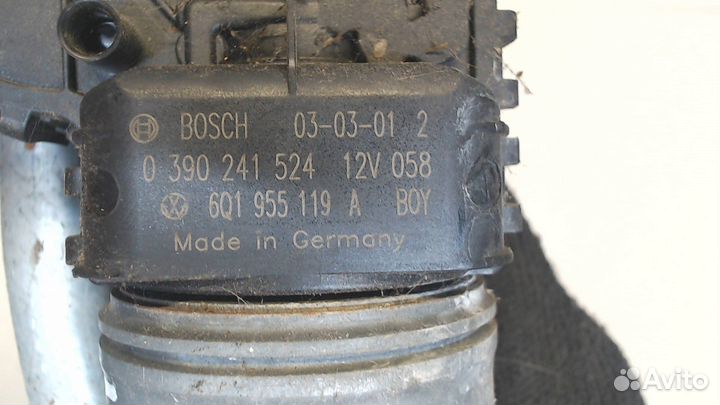 BOSCH 03-03-01 2
0 390 241 524 12V 058
6Q1 955 119 A BOY
Made in Germany
Avito